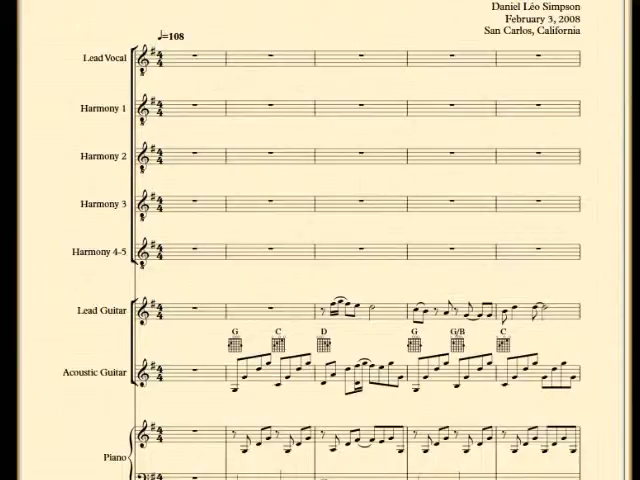 Daniel Léo Simpson
February 3, 2008
San Carlos, California
♩=108
Lead Vocal
Harmony 1
Harmony 2
Harmony 3
Harmony 4-5
Lead Guitar
G C D G G/B C
Acoustic Guitar
Piano